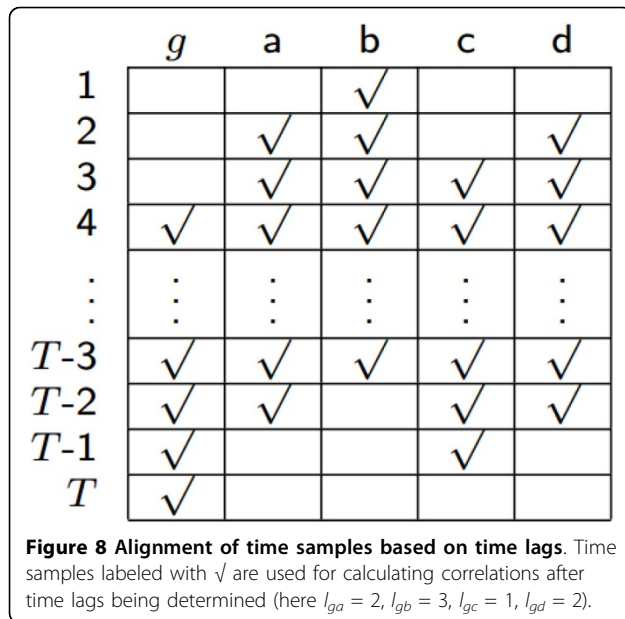 g a b c d
1 √
2 √ √ √
3 √ √ √ √
4 √ √ √ √ √
⋮ ⋮ ⋮ ⋮ ⋮ ⋮
T-3 √ √ √ √ √
T-2 √ √ √ √
T-1 √ √
T √
Figure 8 Alignment of time samples based on time lags. Time
samples labeled with √ are used for calculating correlations after
time lags being determined (here l_ga = 2, l_gb = 3, l_gc = 1, l_gd = 2).